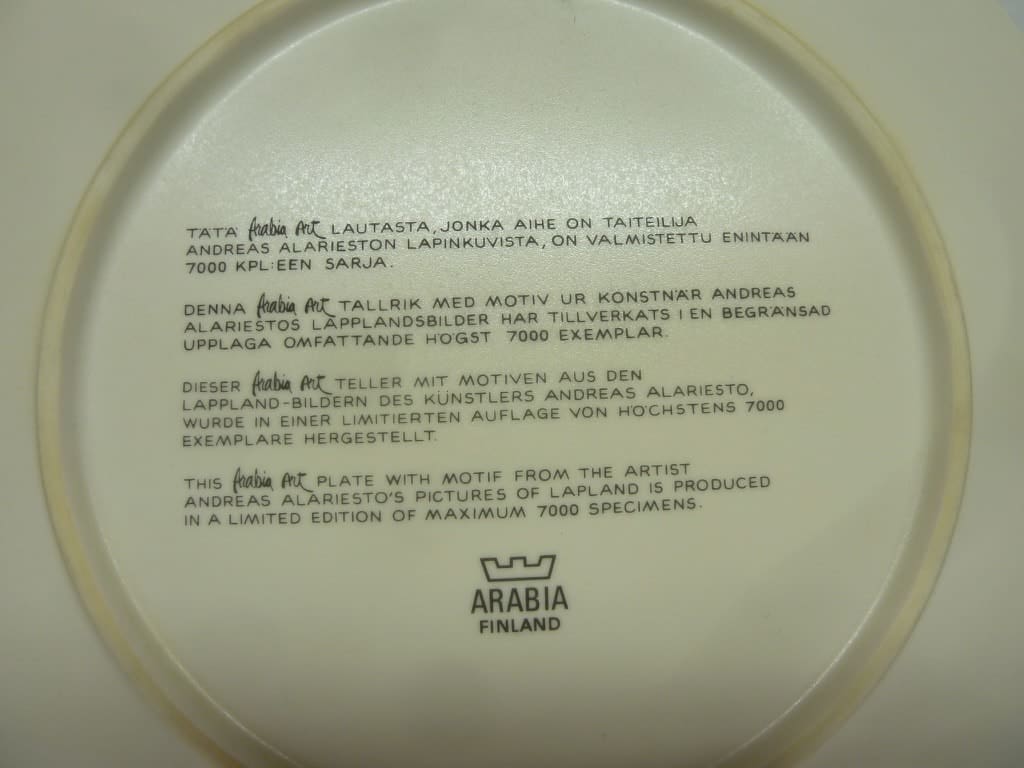 TÄTÄ Arabia Art LAUTASTA, JONKA AIHE ON TAITEILIJA
ANDREAS ALARIESTON LAPINKUVISTA, ON VALMISTETTU ENINTÄÄN
7000 KPL:EEN SARJA.
DENNA Arabia Art TALLRIK MED MOTIV UR KONSTNÄR ANDREAS
ALARIESTOS LAPPLANDSBILDER HAR TILLVERKATS I EN BEGRÄNSAD
UPPLAGA OMFATTANDE HÖGST 7000 EXEMPLAR.
DIESER Arabia Art TELLER MIT MOTIVEN AUS DEN
LAPPLAND-BILDERN DES KÜNSTLERS ANDREAS ALARIESTO,
WURDE IN EINER LIMITIERTEN AUFLAGE VON HÖCHSTENS 7000
EXEMPLARE HERGESTELLT.
THIS Arabia Art PLATE WITH MOTIF FROM THE ARTIST
ANDREAS ALARIESTO'S PICTURES OF LAPLAND IS PRODUCED
IN A LIMITED EDITION OF MAXIMUM 7000 SPECIMENS.
ARABIA
FINLAND